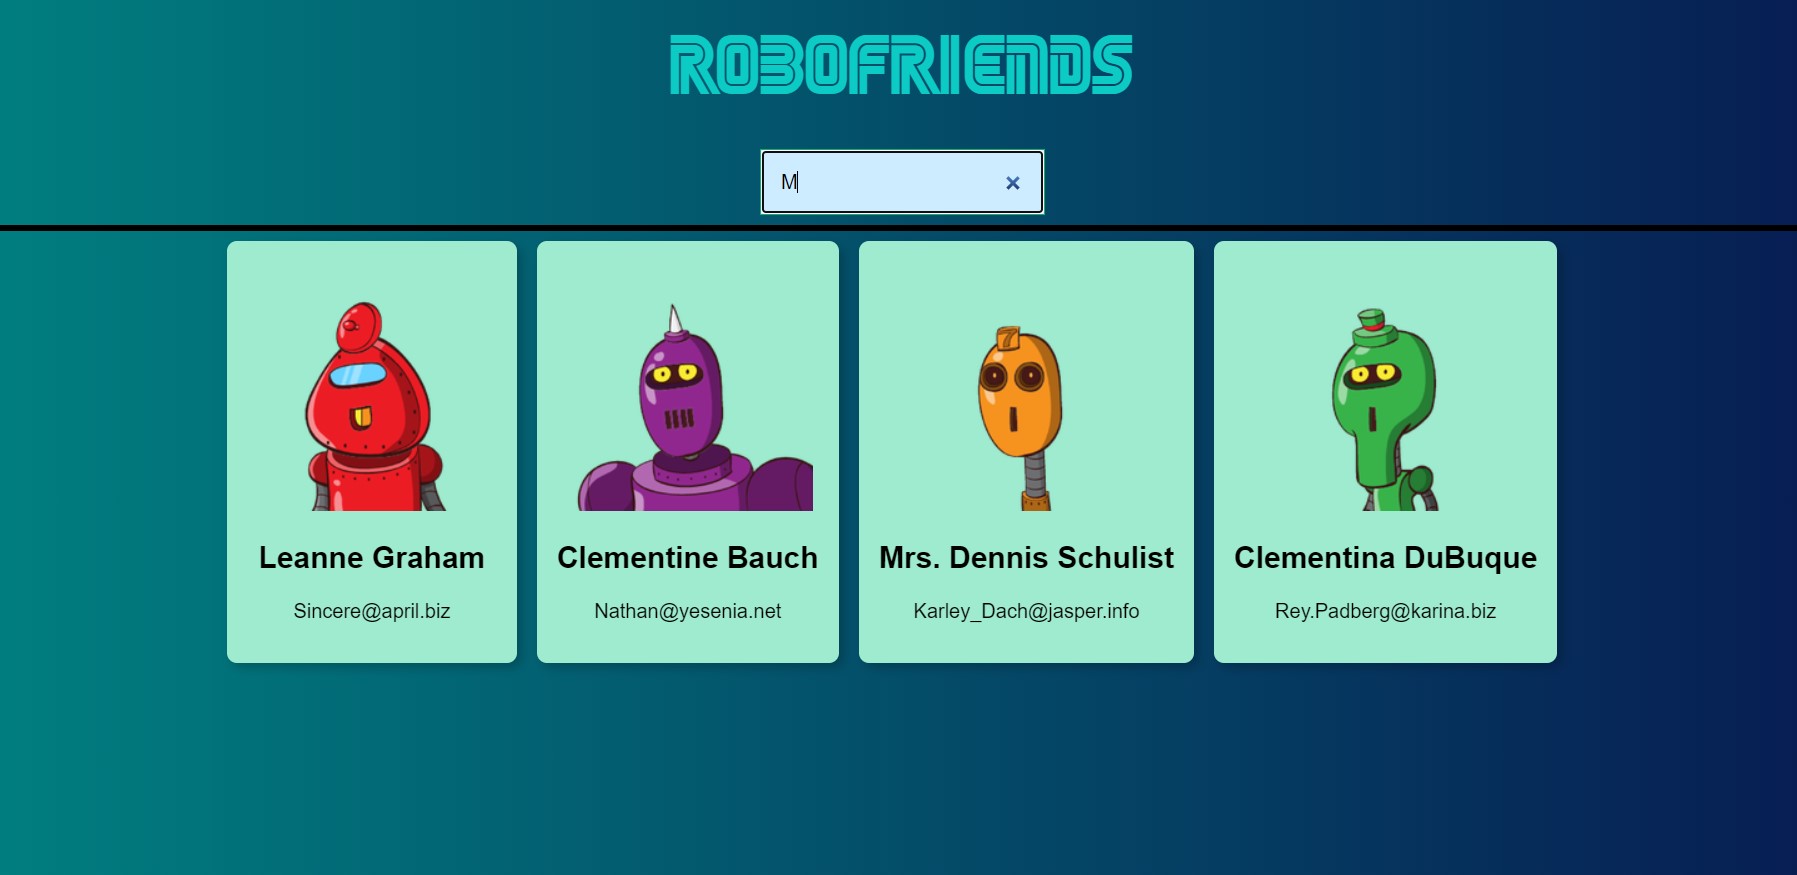 ROBOFRIENDS
M
7
Leanne Graham
Sincere@april.biz
Clementine Bauch
Nathan@yesenia.net
Mrs. Dennis Schulist
Karley_Dach@jasper.info
Clementina DuBuque
Rey.Padberg@karina.biz